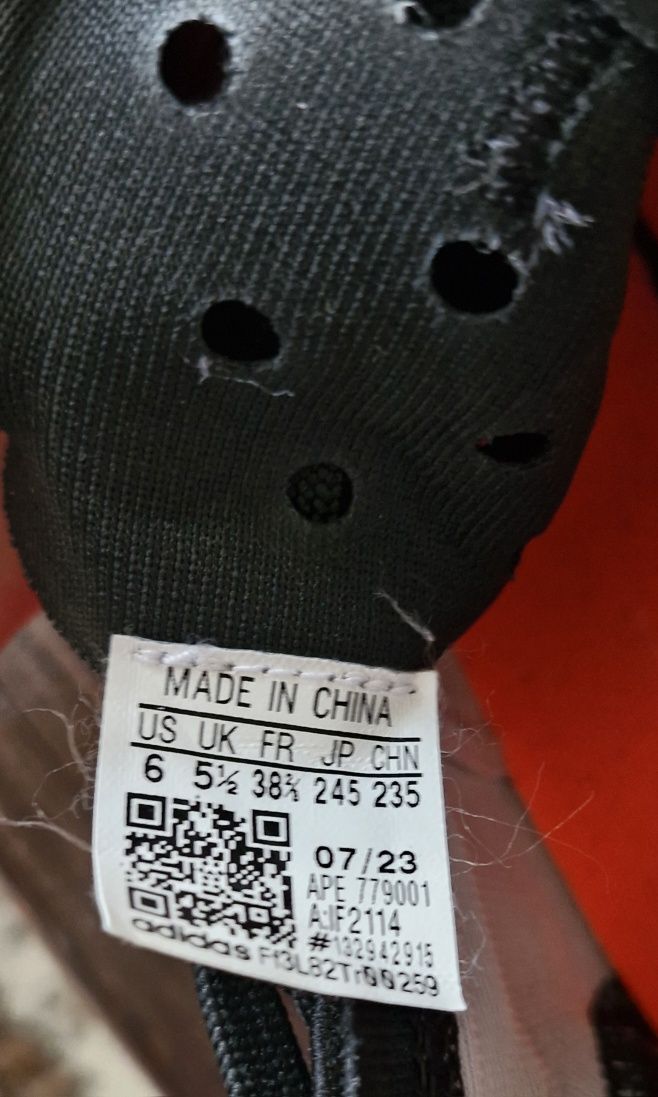 MADE IN CHINA
US UK FR JP CHN
6 5½ 38⅔ 245 235
07/23
APE 779001
A:IF2114
#132942915
adidas Ff3L82Tr00259